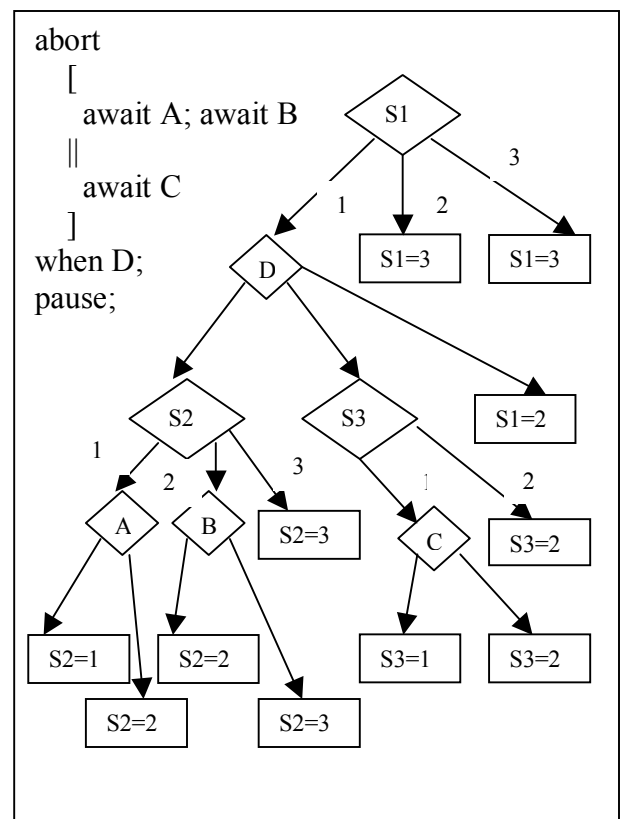 abort
[
await A; await B
||
await C
]
when D;
pause;
S1
1
2
3
D
S1=3
S1=3
S2
S3
S1=2
1
2
3
1
2
A
B
S2=3
C
S3=2
S2=1
S2=2
S3=1
S3=2
S2=2
S2=3